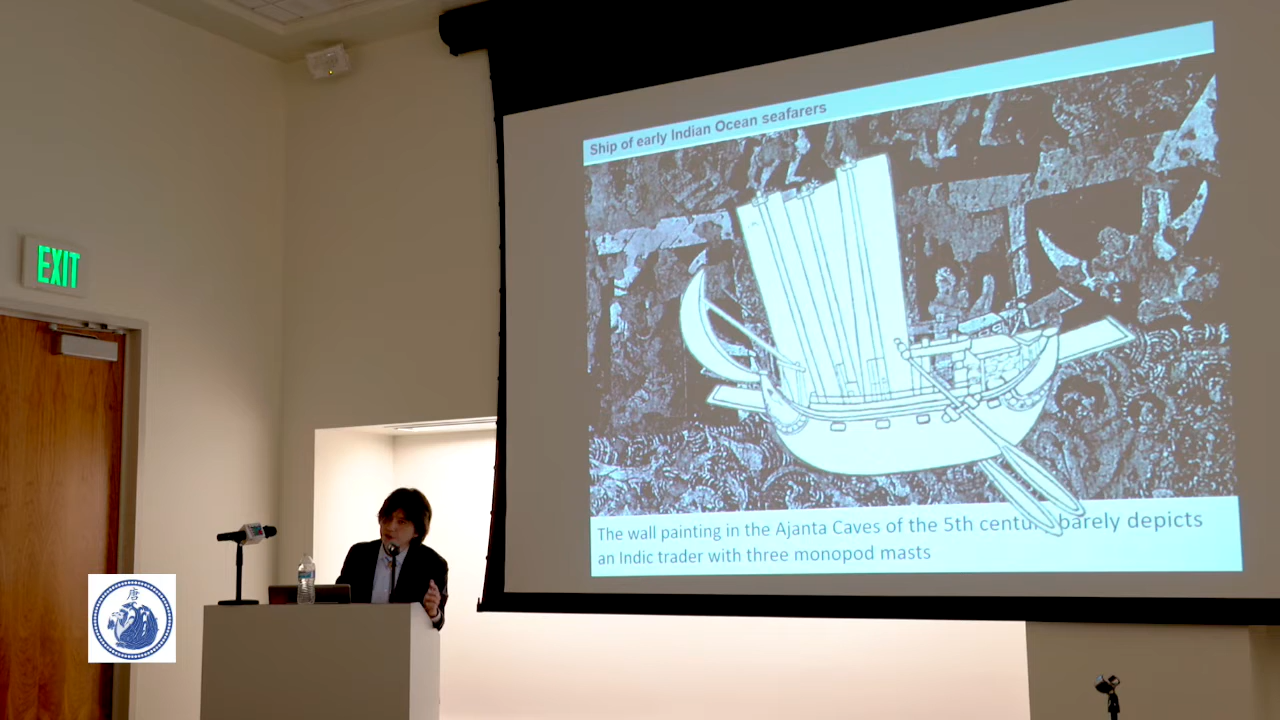 EXIT
Ship of early Indian Ocean seafarers
The wall painting in the Ajanta Caves of the 5th century barely depicts
an Indic trader with three monopod masts
唐